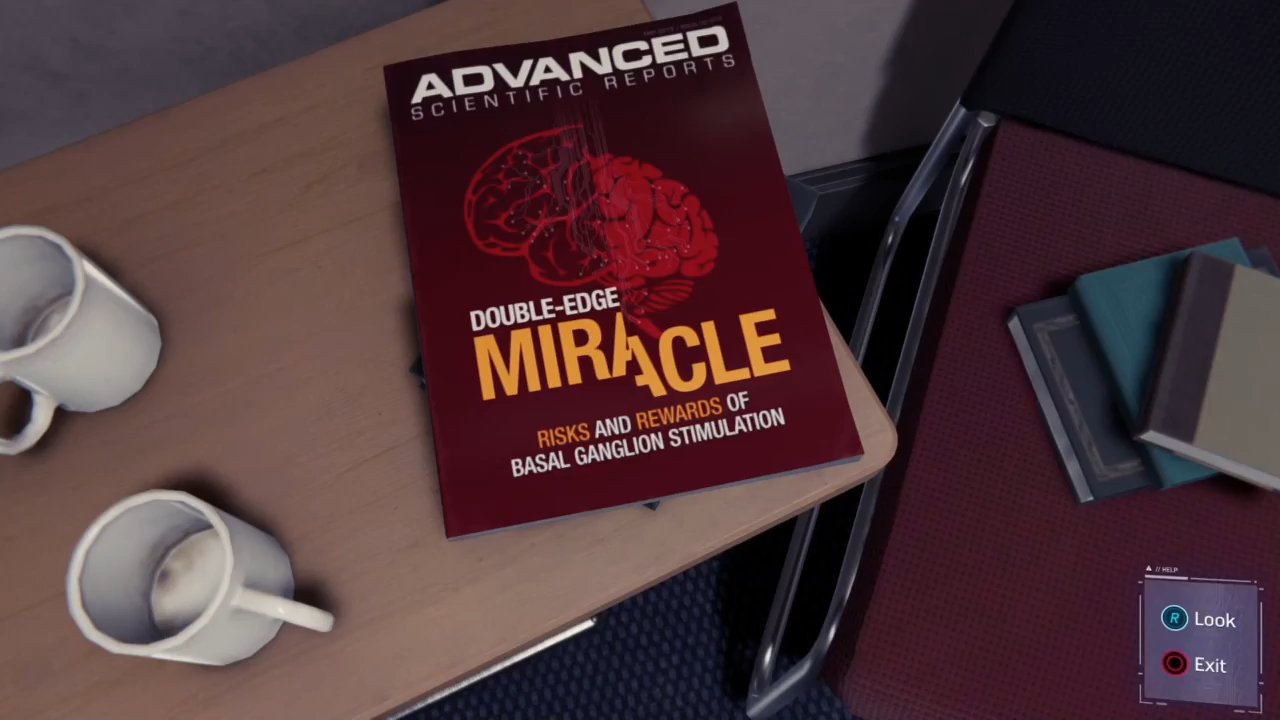 ADVANCED
SCIENTIFIC REPORTS
DOUBLE-EDGE
MIRACLE
RISKS AND REWARDS OF
BASAL GANGLION STIMULATION
// HELP
R Look
Exit